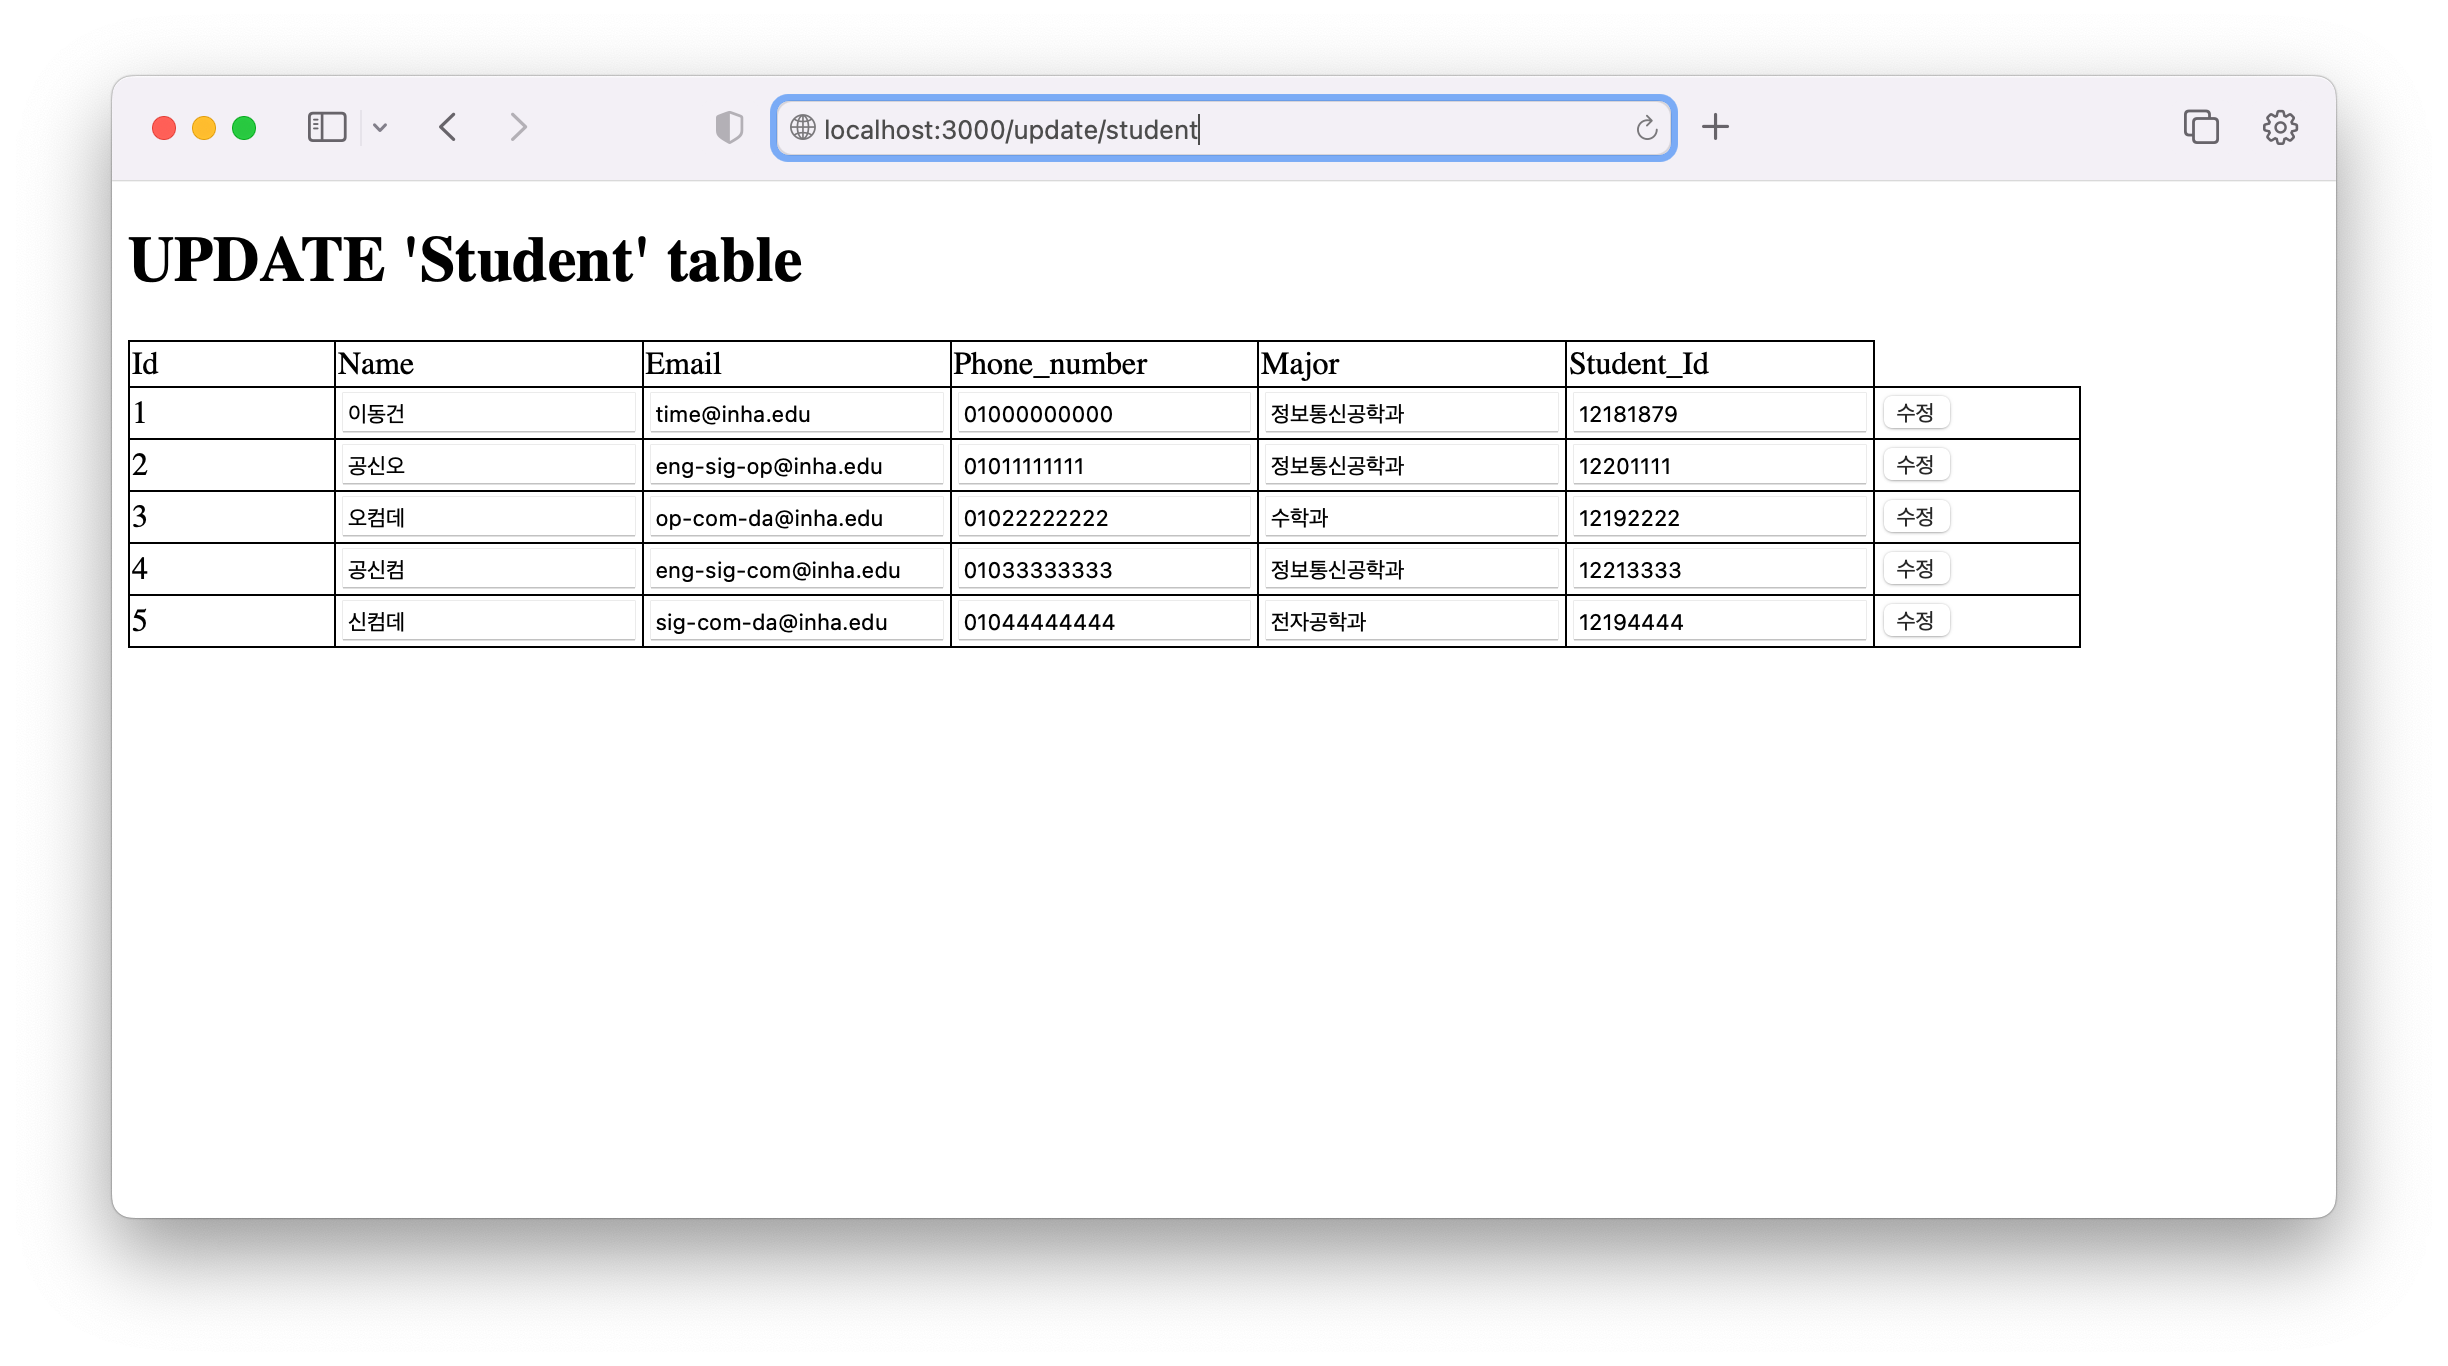 localhost:3000/update/student
UPDATE 'Student' table
Id Name Email Phone_number Major Student_Id
1 이동건 time@inha.edu 01000000000 정보통신공학과 12181879 수정
2 공신오 eng-sig-op@inha.edu 01011111111 정보통신공학과 12201111 수정
3 오컴데 op-com-da@inha.edu 01022222222 수학과 12192222 수정
4 공신컴 eng-sig-com@inha.edu 01033333333 정보통신공학과 12213333 수정
5 신컴데 sig-com-da@inha.edu 01044444444 전자공학과 12194444 수정